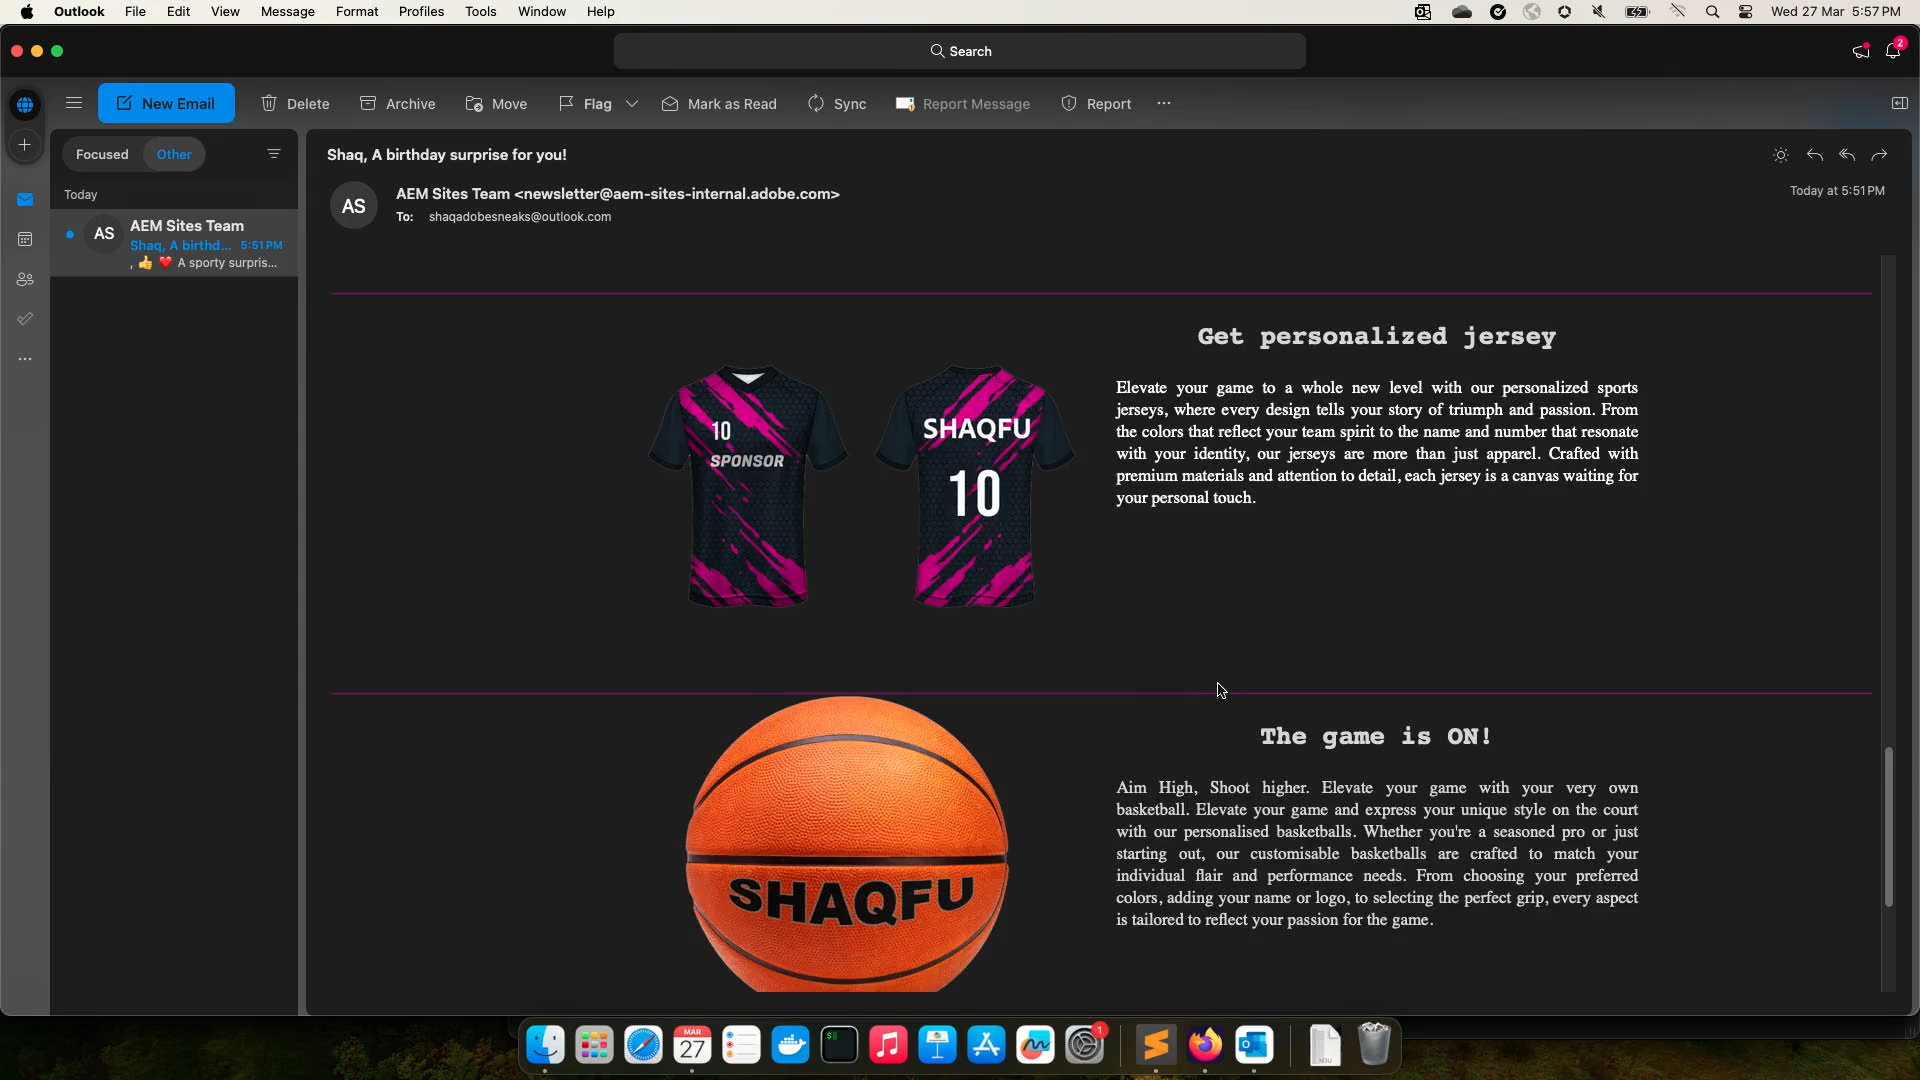 Outlook File Edit View Message Format Profiles Tools Window Help
Wed 27 Mar 5:57 PM
Search
2
New Email
Delete
Archive
Move
Flag
Mark as Read
Sync
Report Message
Report
Focused
Other
Today
AS
AEM Sites Team
Shaq, A birthd... 5:51 PM
, 👍 ❤️ A sporty surpris...
Shaq, A birthday surprise for you!
AS
AEM Sites Team <newsletter@aem-sites-internal.adobe.com>
To: shaqadobesneaks@outlook.com
Today at 5:51 PM
Get personalized jersey
Elevate your game to a whole new level with our personalized sports
jerseys, where every design tells your story of triumph and passion. From
the colors that reflect your team spirit to the name and number that resonate
with your identity, our jerseys are more than just apparel. Crafted with
premium materials and attention to detail, each jersey is a canvas waiting for
your personal touch.
10
SPONSOR
SHAQFU
10
The game is ON!
Aim High, Shoot higher. Elevate your game with your very own
basketball. Elevate your game and express your unique style on the court
with our personalised basketballs. Whether you're a seasoned pro or just
starting out, our customisable basketballs are crafted to match your
individual flair and performance needs. From choosing your preferred
colors, adding your name or logo, to selecting the perfect grip, every aspect
is tailored to reflect your passion for the game.
SHAQFU
MAR
27
1